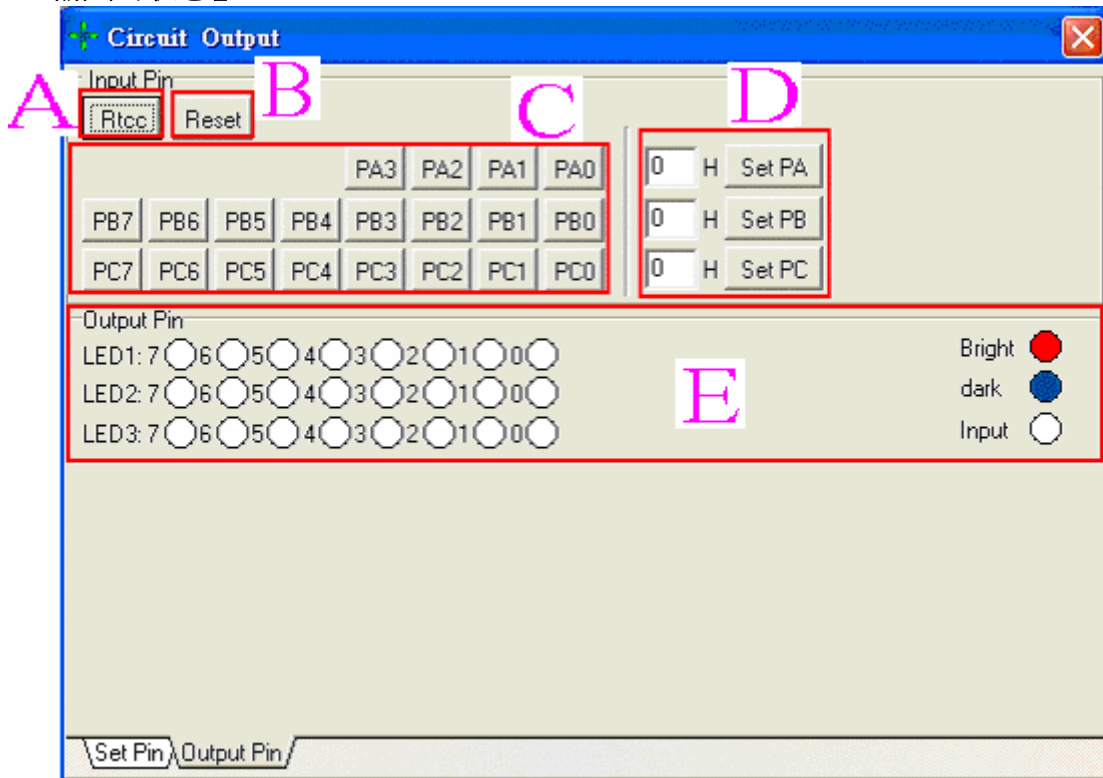 Circuit Output
Input Pin
A Rtcc Reset B C D
PA3 PA2 PA1 PA0 0 H Set PA
PB7 PB6 PB5 PB4 PB3 PB2 PB1 PB0 0 H Set PB
PC7 PC6 PC5 PC4 PC3 PC2 PC1 PC0 0 H Set PC
Output Pin
LED1: 7 6 5 4 3 2 1 0 Bright
LED2: 7 6 5 4 3 2 1 0 E dark
LED3: 7 6 5 4 3 2 1 0 Input
Set Pin Output Pin